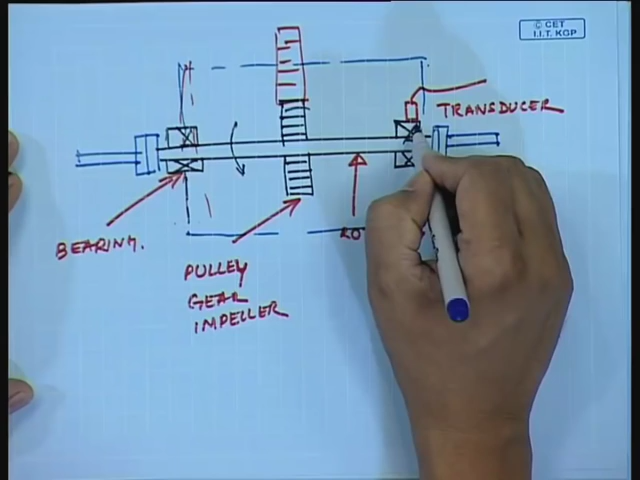 © CET
I.I.T. KGP
TRANSDUCER
BEARING.
PULLEY
GEAR
IMPELLER